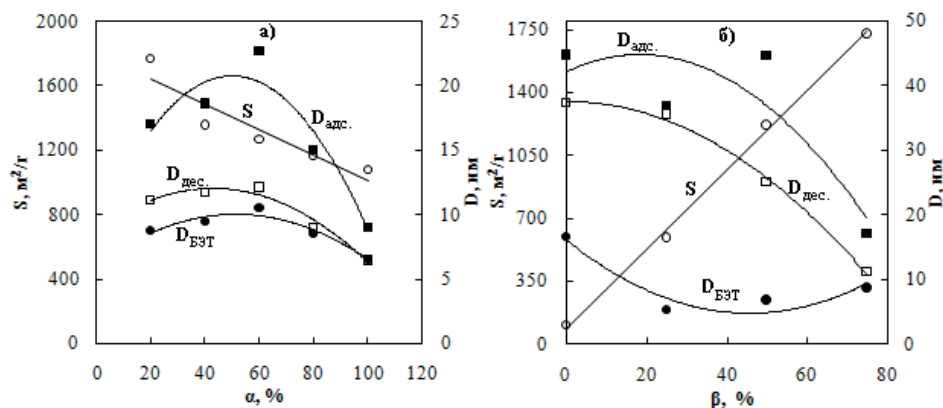 а)
2000
1600
1200
800
400
0
S, м²/г
25
20
15
10
5
0
D, нм
S
Dадс.
Dдес.
DБЭТ
0 20 40 60 80 100 120
α, %
б)
1750
1400
1050
700
350
0
S, м²/г
50
40
30
20
10
0
D, нм
Dадс.
S
Dдес.
DБЭТ
0 20 40 60 80
β, %